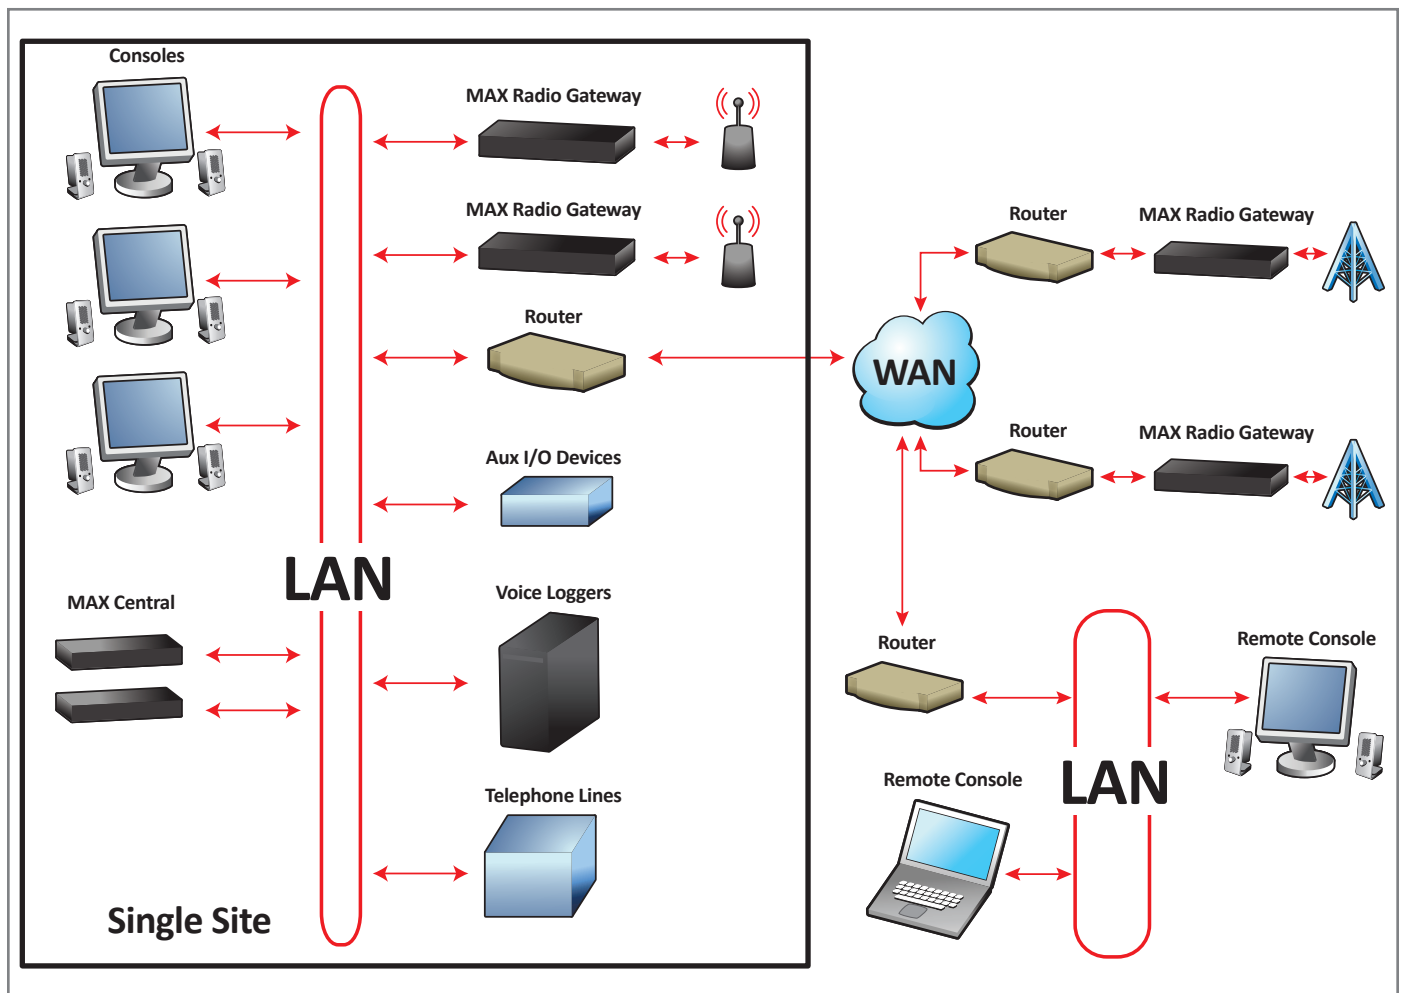 Consoles
MAX Radio Gateway
MAX Radio Gateway
Router
Aux I/O Devices
LAN
MAX Central
Voice Loggers
Telephone Lines
Single Site
WAN
Router
MAX Radio Gateway
Router
MAX Radio Gateway
Router
Remote Console
Remote Console
LAN